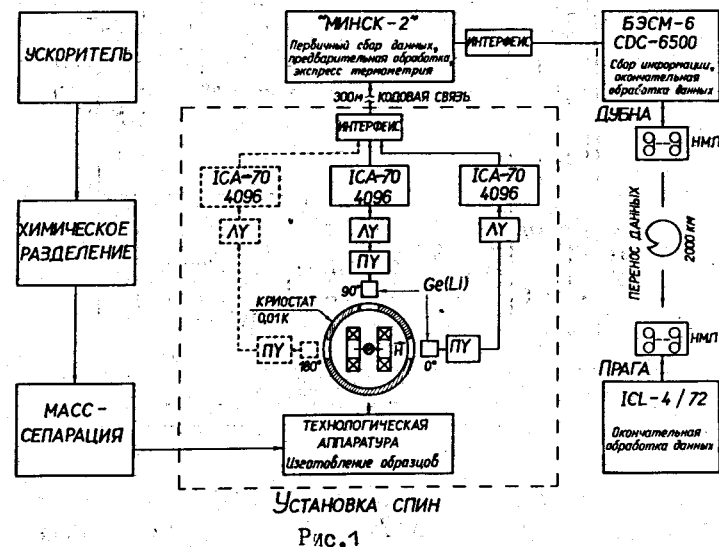 УСКОРИТЕЛЬ
"МИНСК-2"
Первичный сбор данных,
предварительная обработка,
экспресс термометрия
ИНТЕРФЕЙС
БЭСМ-6
CDC-6500
Сбор информации,
окончательная
обработка данных
300м КОДОВАЯ СВЯЗЬ
ИНТЕРФЕЙС
ДУБНА
НМЛ
ICA-70
4096
ICA-70
4096
ICA-70
4096
ХИМИЧЕСКОЕ
РАЗДЕЛЕНИЕ
ЛУ
ЛУ
ЛУ
ПЕРЕНОС ДАННЫХ
2000 КМ
ПУ
90°
Ge(Li)
КРИОСТАТ
0,01К
ПУ
180°
H
0°
ПУ
НМЛ
ПРАГА
МАСС-
СЕПАРАЦИЯ
ТЕХНОЛОГИЧЕСКАЯ
АППАРАТУРА
Изготовление образцов
ICL-4/72
Окончательная
обработка данных
УСТАНОВКА СПИН
Рис.1